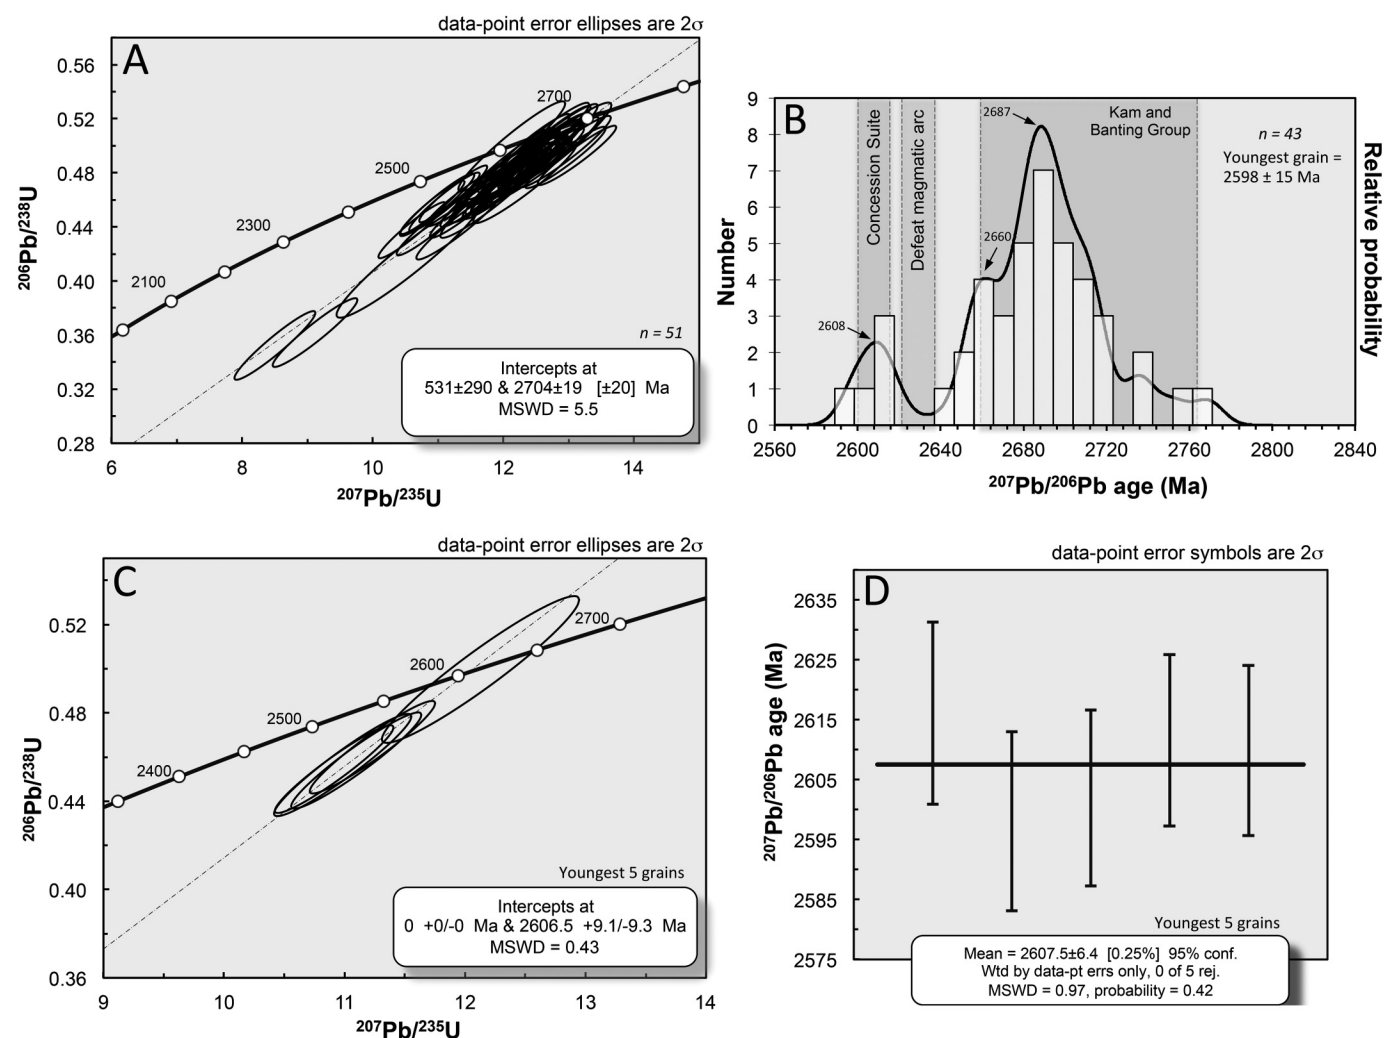 data-point error ellipses are 2σ
A
0.56
0.52
0.48
0.44
0.40
0.36
0.32
0.28
206Pb/238U
2100
2300
2500
2700
n = 51
Intercepts at
531±290 & 2704±19 [±20] Ma
MSWD = 5.5
6
8
10
12
14
207Pb/235U
B
9
8
7
6
5
4
3
2
1
0
Number
Concession Suite
Defeat magmatic arc
Kam and
Banting Group
2687
2660
2608
n = 43
Youngest grain =
2598 ± 15 Ma
Relative probability
2560
2600
2640
2680
2720
2760
2800
2840
207Pb/206Pb age (Ma)
data-point error ellipses are 2σ
C
0.52
0.48
0.44
0.40
0.36
206Pb/238U
2400
2500
2600
2700
Youngest 5 grains
Intercepts at
0 +0/-0 Ma & 2606.5 +9.1/-9.3 Ma
MSWD = 0.43
9
10
11
12
13
14
207Pb/235U
data-point error symbols are 2σ
D
2635
2625
2615
2605
2595
2585
2575
207Pb/206Pb age (Ma)
Youngest 5 grains
Mean = 2607.5±6.4 [0.25%] 95% conf.
Wtd by data-pt errs only, 0 of 5 rej.
MSWD = 0.97, probability = 0.42